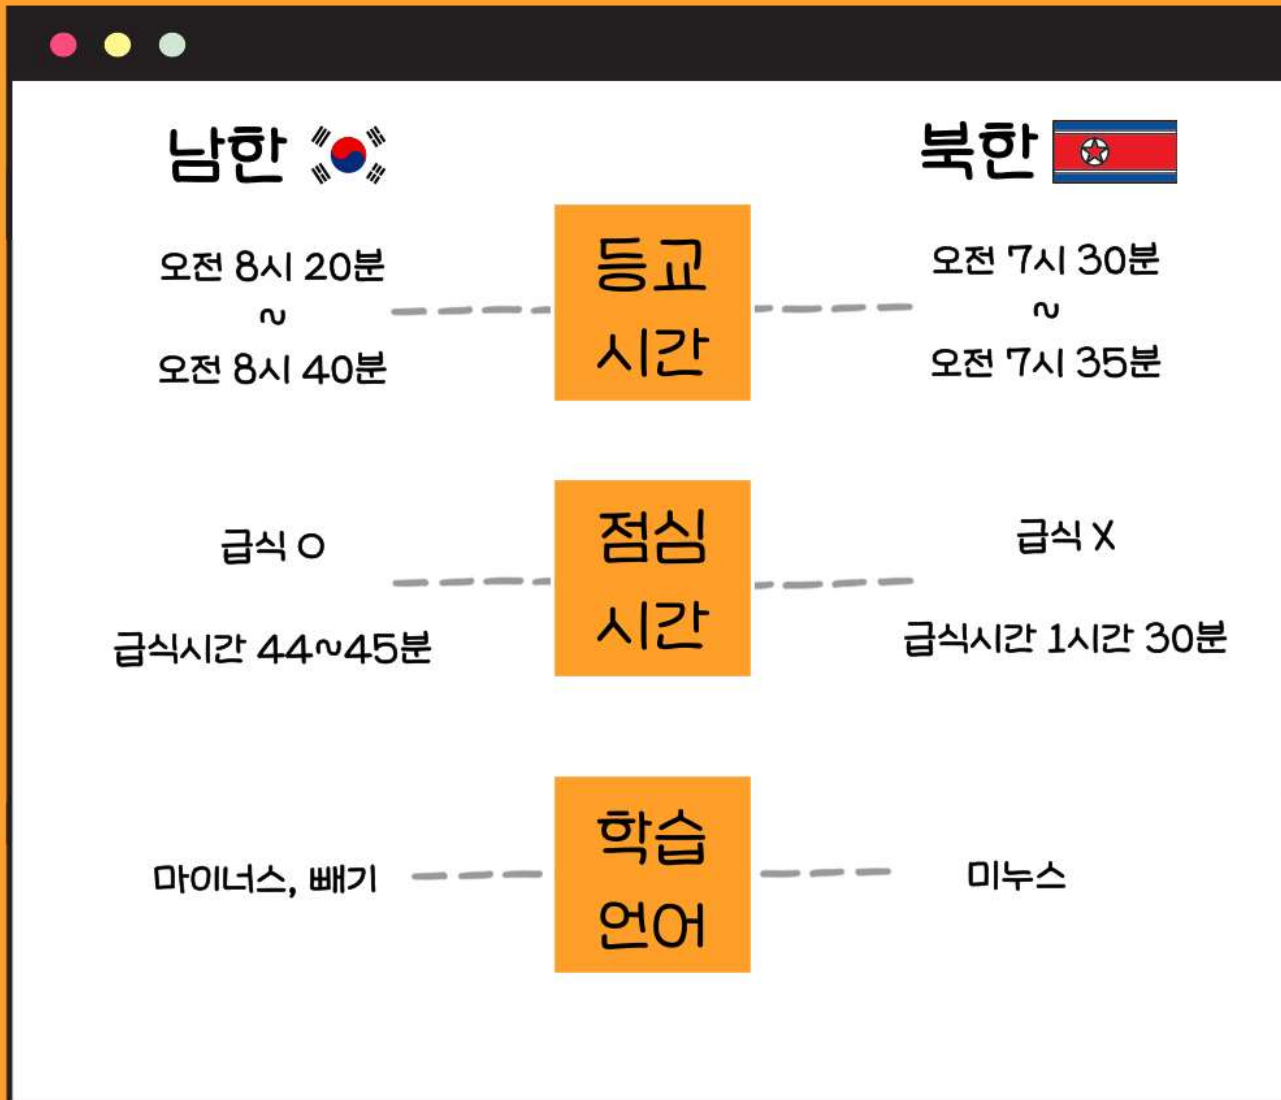 남한
북한
오전 8시 20분
~
오전 8시 40분
등교
시간
오전 7시 30분
~
오전 7시 35분
급식 O
급식시간 44~45분
점심
시간
급식 X
급식시간 1시간 30분
마이너스, 빼기
학습
언어
미누스